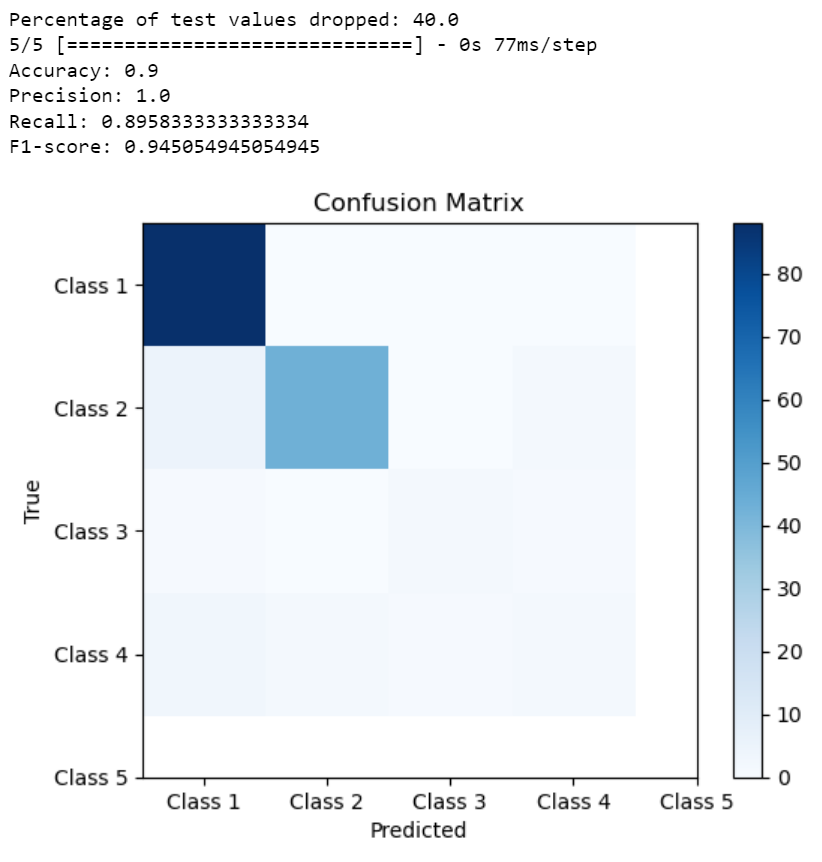 Percentage of test values dropped: 40.0
5/5 [==============================] - 0s 77ms/step
Accuracy: 0.9
Precision: 1.0
Recall: 0.8958333333333334
F1-score: 0.945054945054945
Confusion Matrix
Class 1
Class 2
Class 3
Class 4
Class 5
True
Class 1 Class 2 Class 3 Class 4 Class 5
Predicted
80
70
60
50
40
30
20
10
0